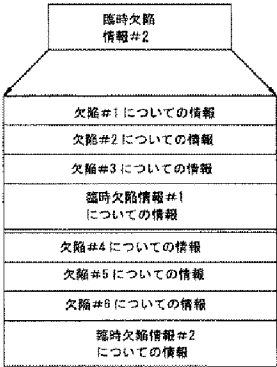 臨時欠陥
情報#2
欠陥#1についての情報
欠陥#2についての情報
欠陥#3についての情報
臨時欠陥情報#1
についての情報
欠陥#4についての情報
欠陥#5についての情報
欠陥#6についての情報
臨時欠陥情報#2
についての情報